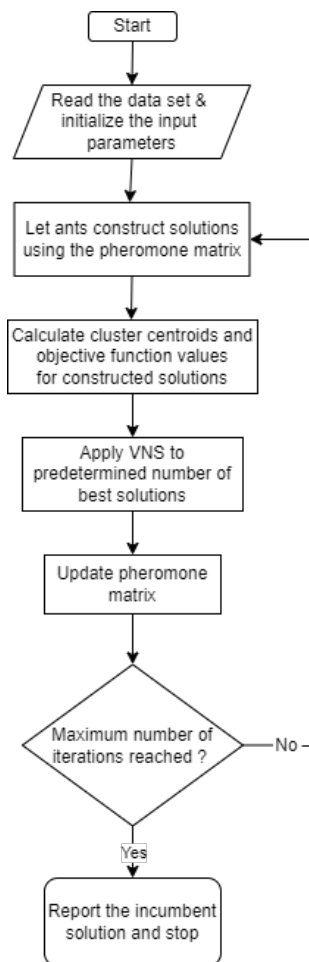 Start
Read the data set &
initialize the input
parameters
Let ants construct solutions
using the pheromone matrix
Calculate cluster centroids and
objective function values
for constructed solutions
Apply VNS to
predetermined number of
best solutions
Update pheromone
matrix
Maximum number of
iterations reached ?
No
Yes
Report the incumbent
solution and stop